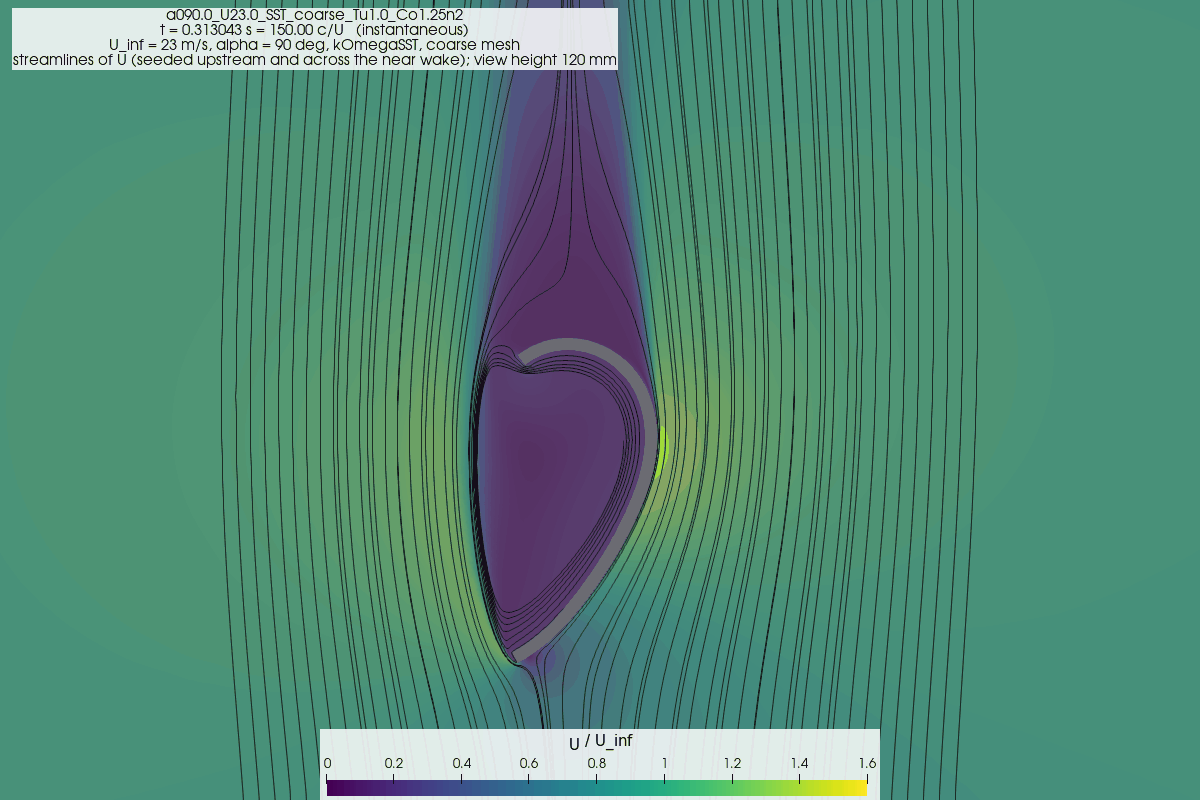 a090.0_U23.0_SST_coarse_Tu1.0_Co1.25n2
t = 0.313043 s = 150.00 c/U (instantaneous)
U_inf = 23 m/s, alpha = 90 deg, kOmegaSST, coarse mesh
streamlines of U (seeded upstream and across the near wake); view height 120 mm
U / U_inf
0 0.2 0.4 0.6 0.8 1 1.2 1.4 1.6